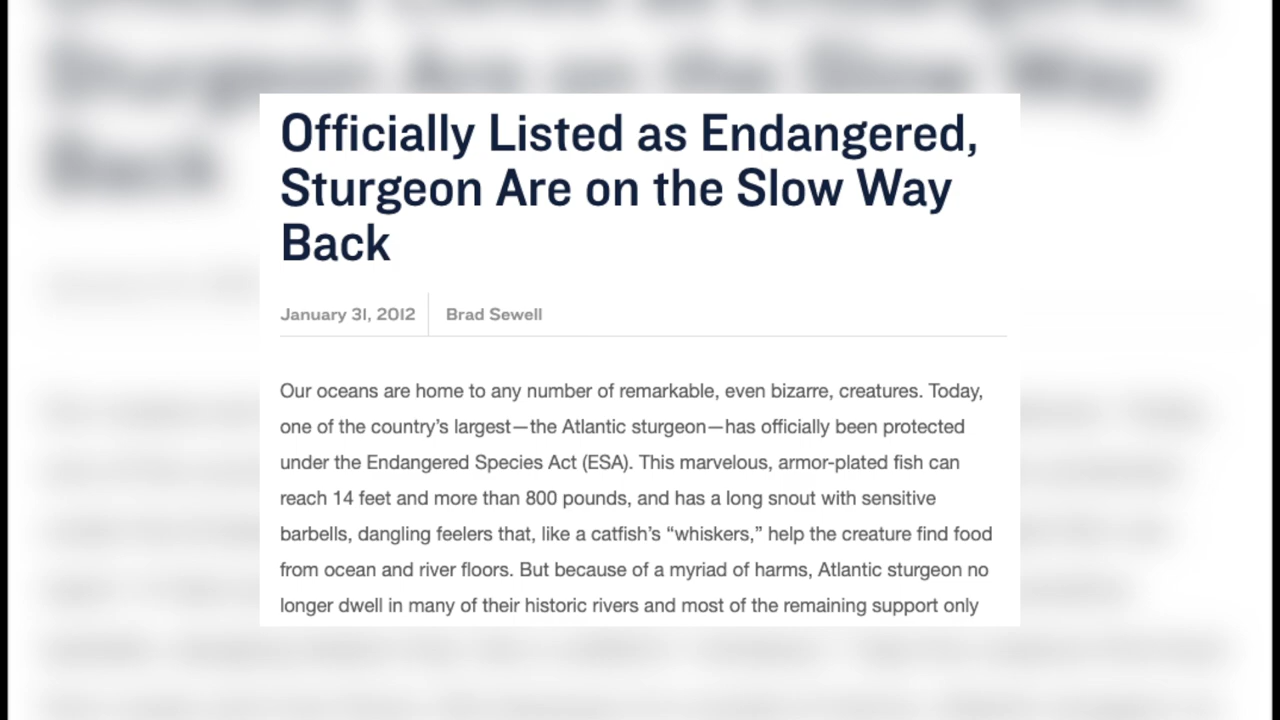 Officially Listed as Endangered,
Sturgeon Are on the Slow Way
Back
January 31, 2012
Brad Sewell
Our oceans are home to any number of remarkable, even bizarre, creatures. Today,
one of the country’s largest—the Atlantic sturgeon—has officially been protected
under the Endangered Species Act (ESA). This marvelous, armor-plated fish can
reach 14 feet and more than 800 pounds, and has a long snout with sensitive
barbells, dangling feelers that, like a catfish’s “whiskers,” help the creature find food
from ocean and river floors. But because of a myriad of harms, Atlantic sturgeon no
longer dwell in many of their historic rivers and most of the remaining support only